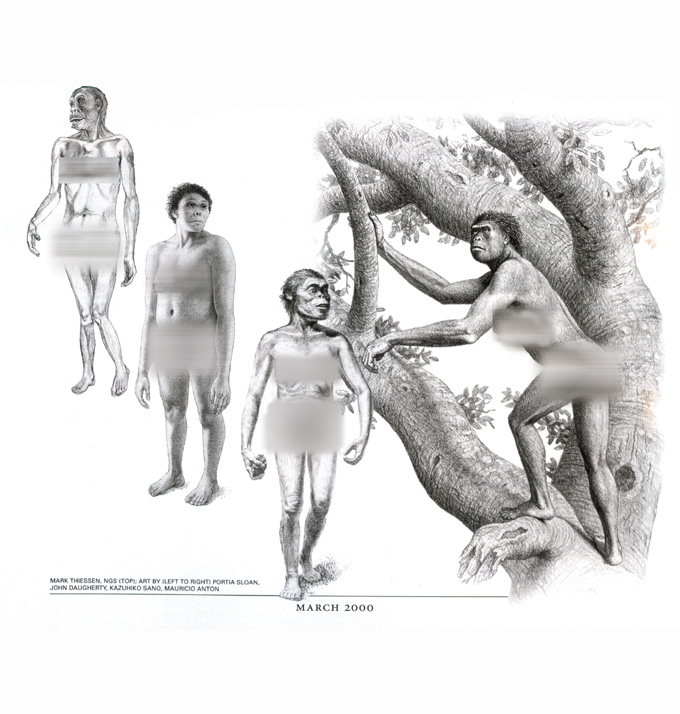 MARK THIESSEN, NGS (TOP); ART BY (LEFT TO RIGHT) PORTIA SLOAN,
JOHN DAUGHERTY, KAZUHIKO SANO, MAURICIO ANTON
MARCH 2000